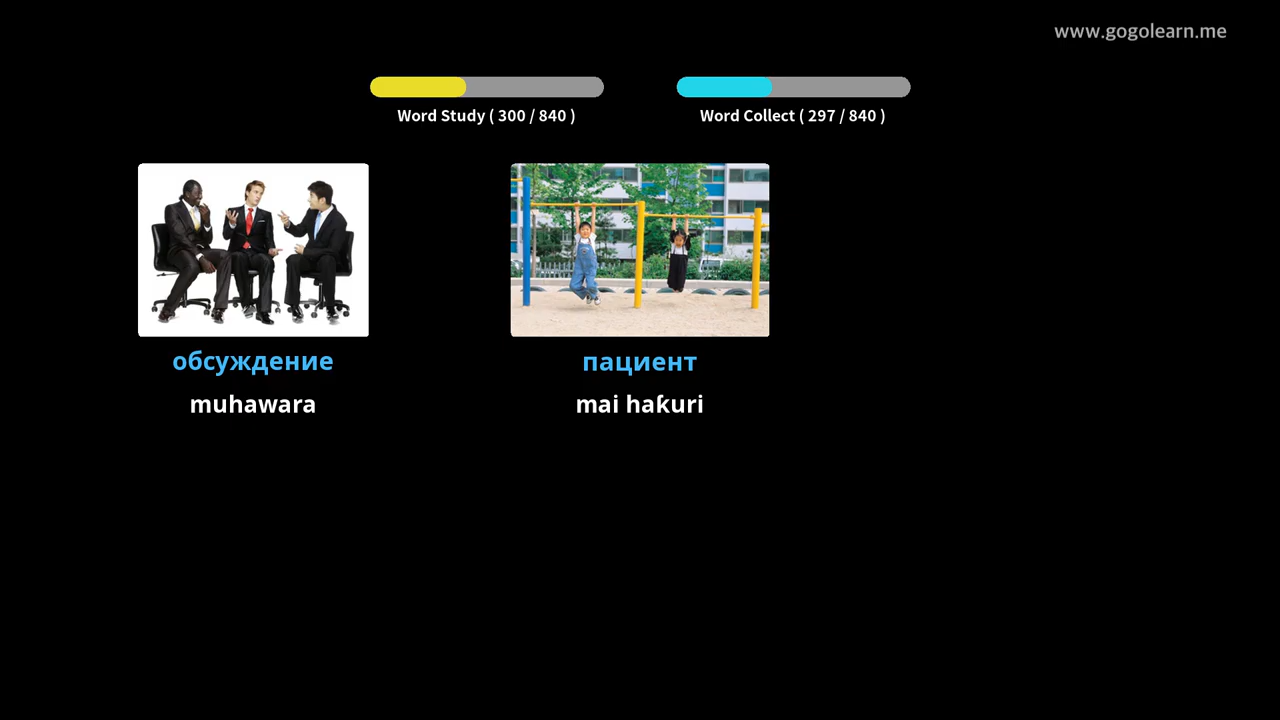 www.gogolearn.me
Word Study ( 300 / 840 )
Word Collect ( 297 / 840 )
обсуждение
пациент
muhawara
mai haƙuri